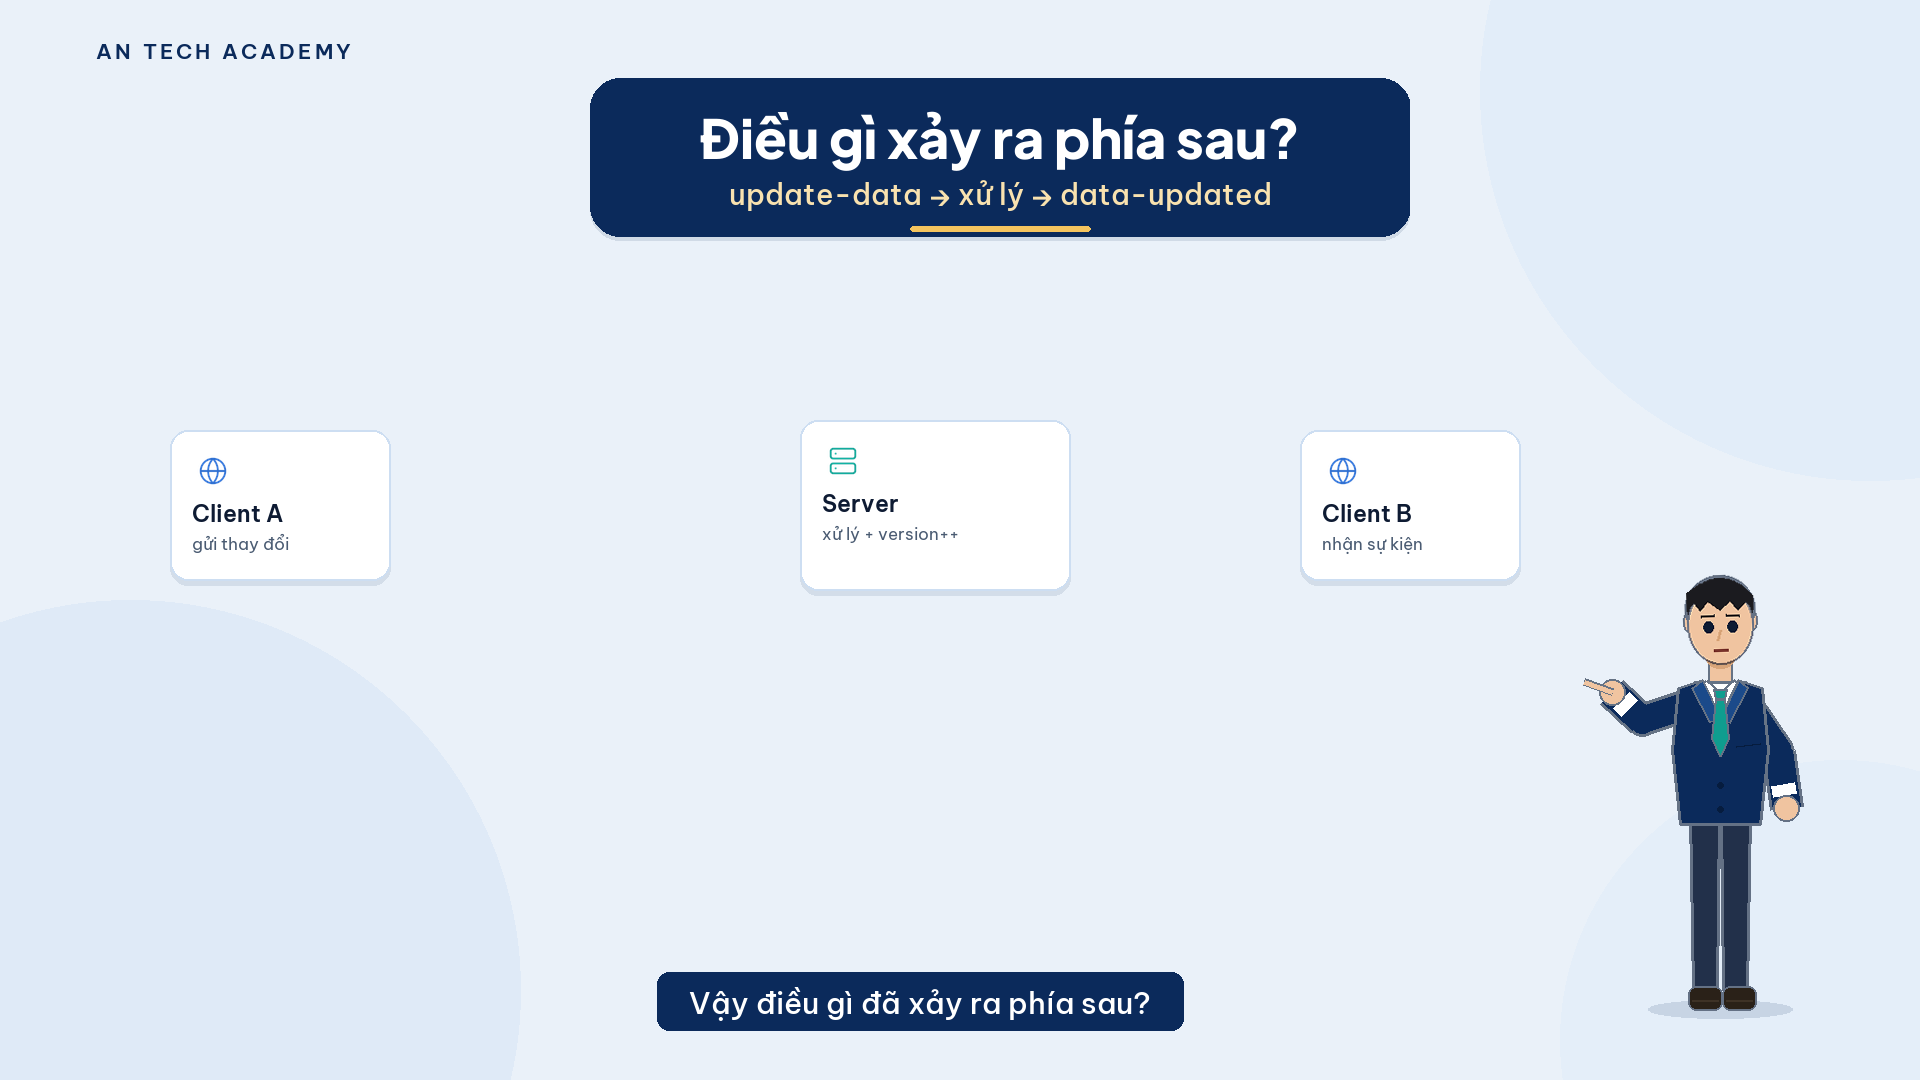 AN TECH ACADEMY
Điều gì xảy ra phía sau?
update-data → xử lý → data-updated
Client A
gửi thay đổi
Server
xử lý + version++
Client B
nhận sự kiện
Vậy điều gì đã xảy ra phía sau?